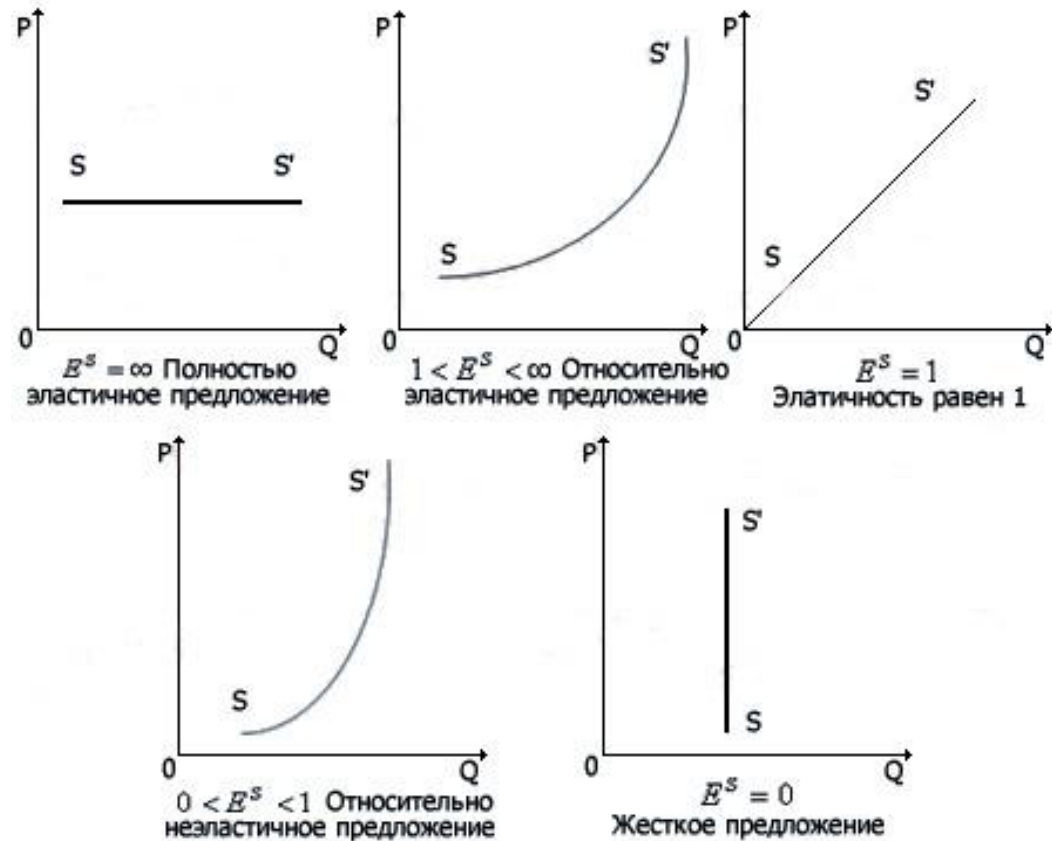 P
S S'
0 Q
E^S = ∞ Полностью
эластичное предложение
P
S'
S
0 Q
1 < E^S < ∞ Относительно
эластичное предложение
P
S'
S
0 Q
E^S = 1
Элатичность равен 1
P
S'
S
0 Q
0 < E^S < 1 Относительно
неэластичное предложение
P
S'
S
0 Q
E^S = 0
Жесткое предложение